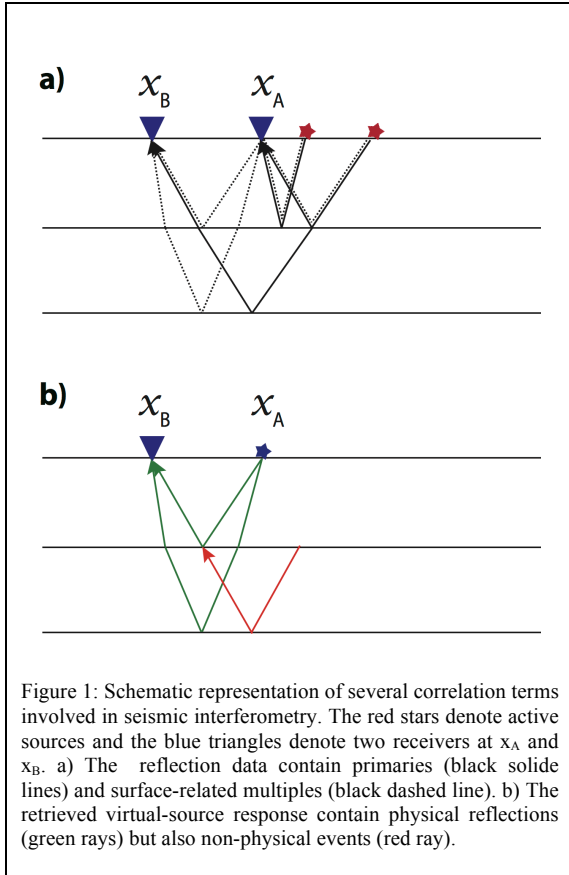 a)
x_B x_A
b)
x_B x_A
Figure 1: Schematic representation of several correlation terms
involved in seismic interferometry. The red stars denote active
sources and the blue triangles denote two receivers at x_A and
x_B. a) The reflection data contain primaries (black solide
lines) and surface-related multiples (black dashed line). b) The
retrieved virtual-source response contain physical reflections
(green rays) but also non-physical events (red ray).